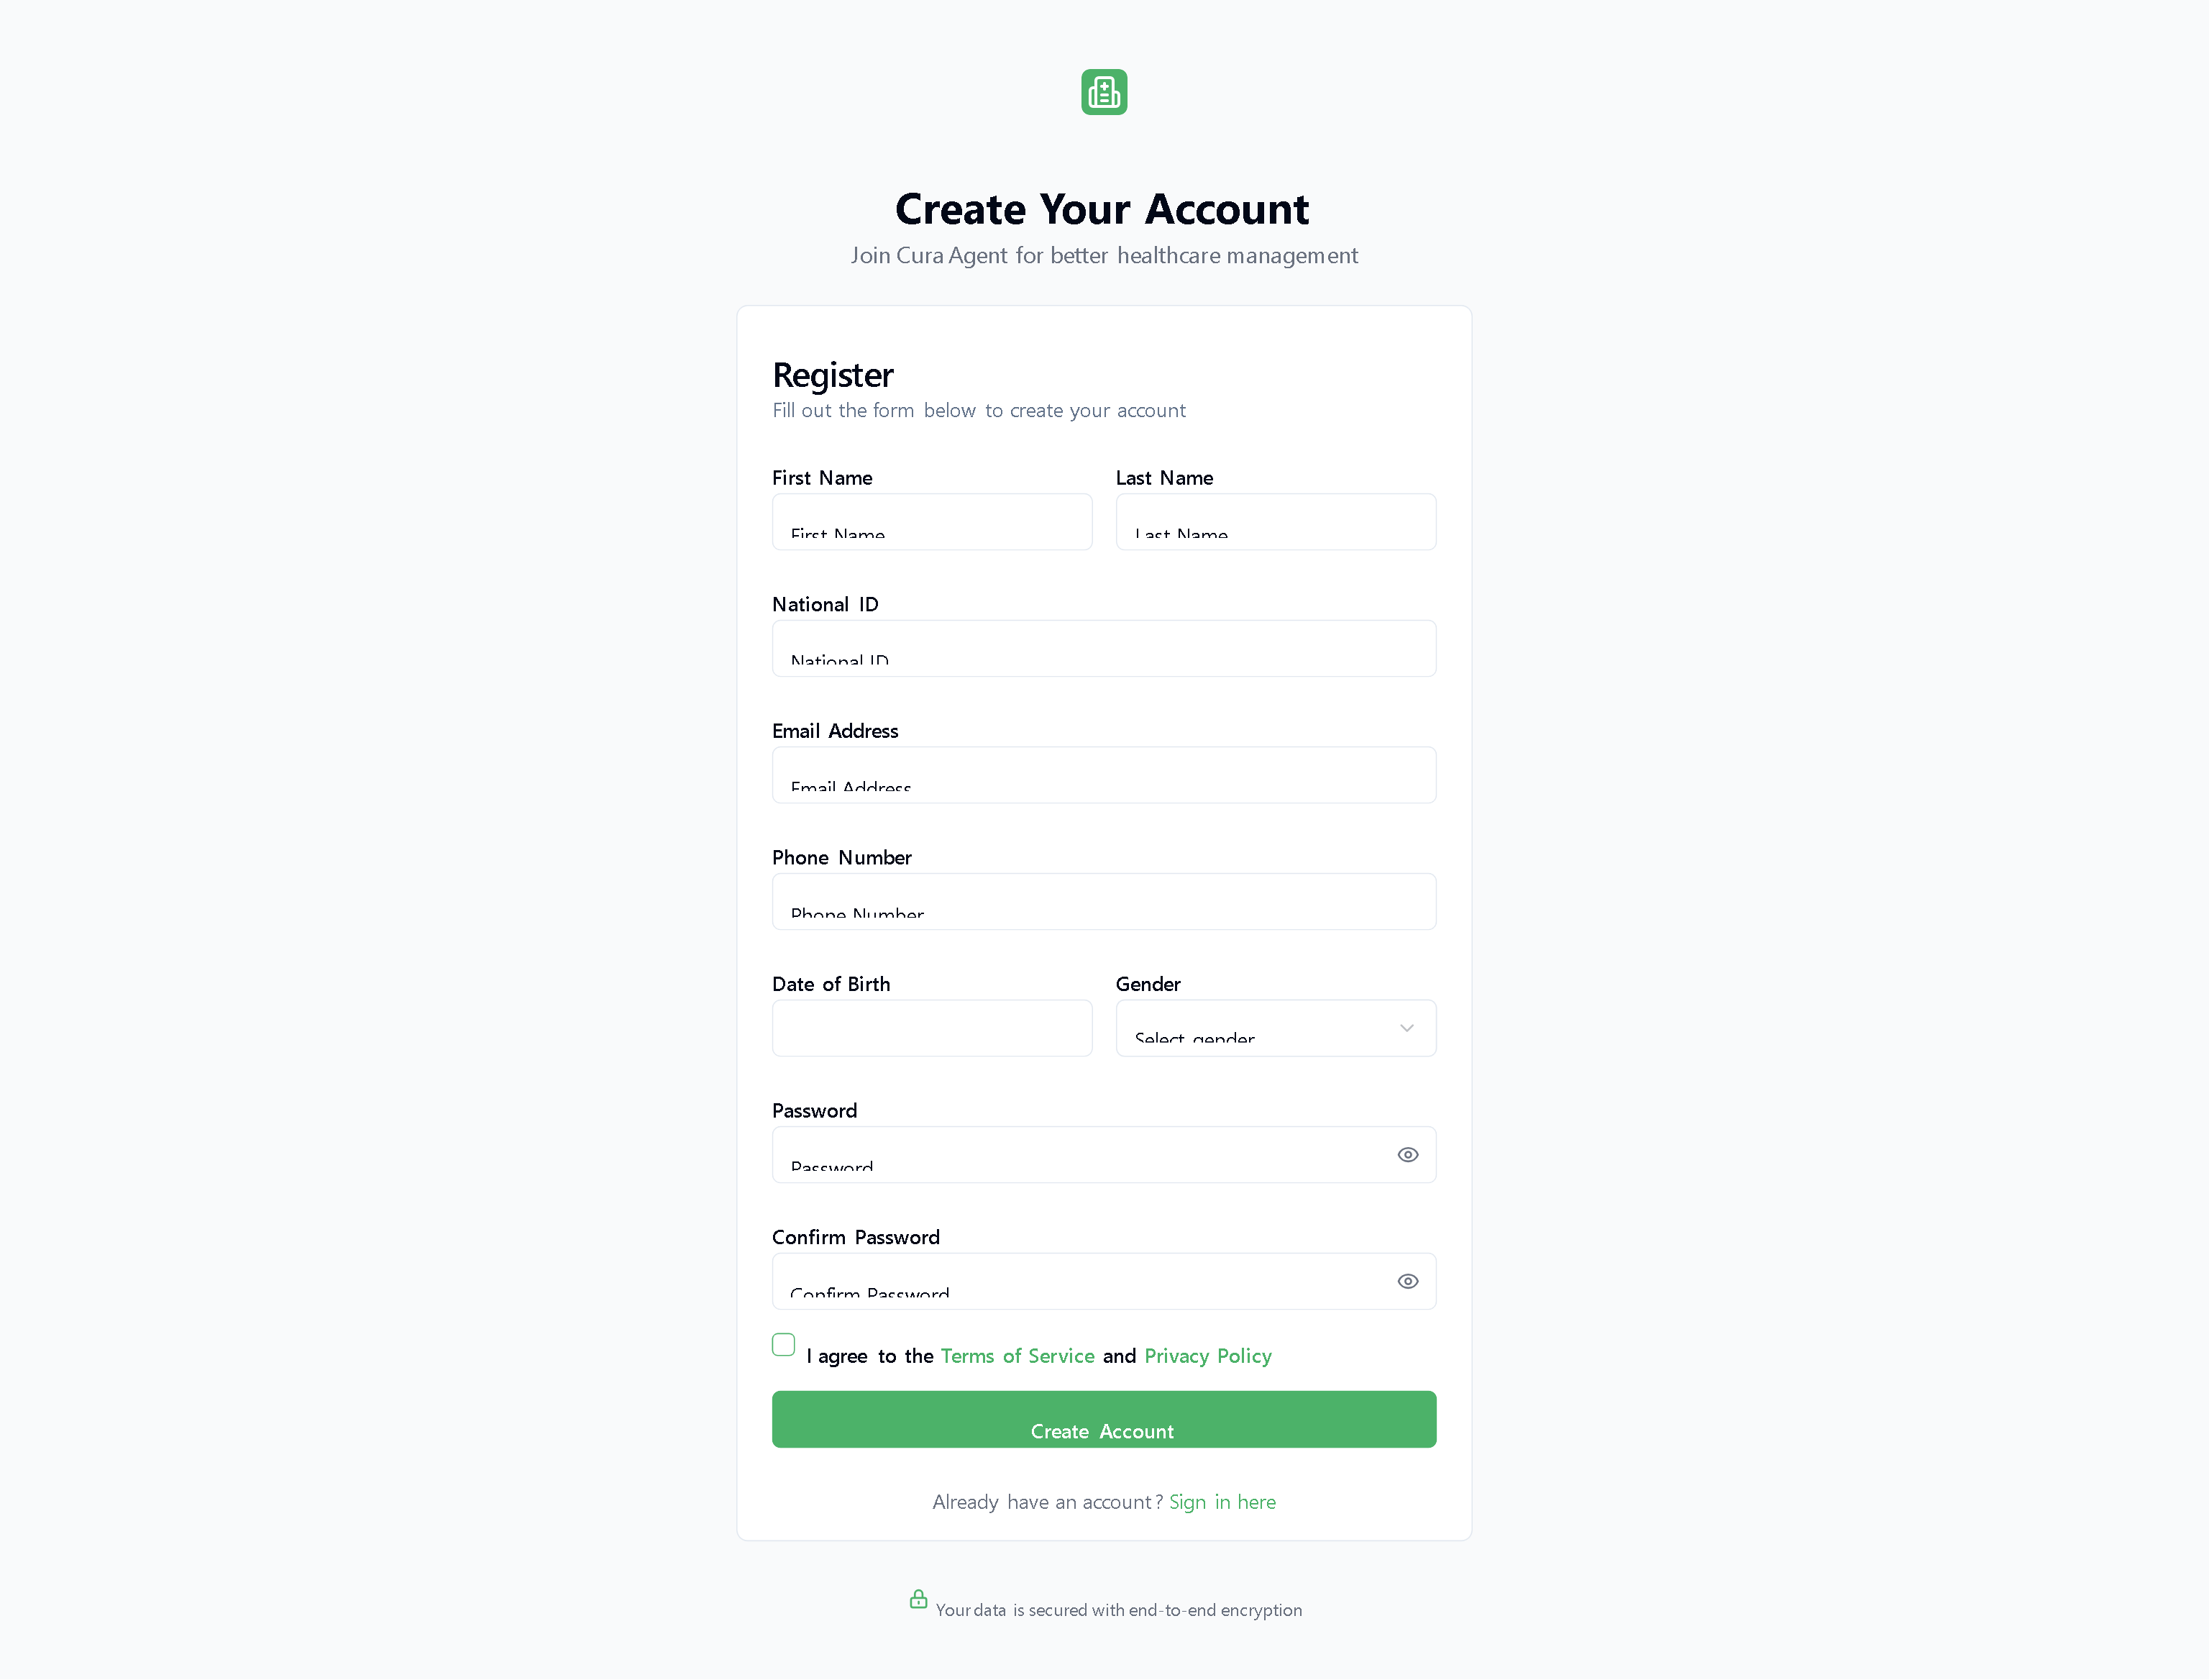 Create Your Account
Join Cura Agent for better healthcare management
Register
Fill out the form below to create your account
First Name
Last Name
First Name
Last Name
National ID
National ID
Email Address
Email Address
Phone Number
Phone Number
Date of Birth
Gender
Select gender
Password
Password
Confirm Password
Confirm Password
I agree to the Terms of Service and Privacy Policy
Create Account
Already have an account? Sign in here
Your data is secured with end-to-end encryption